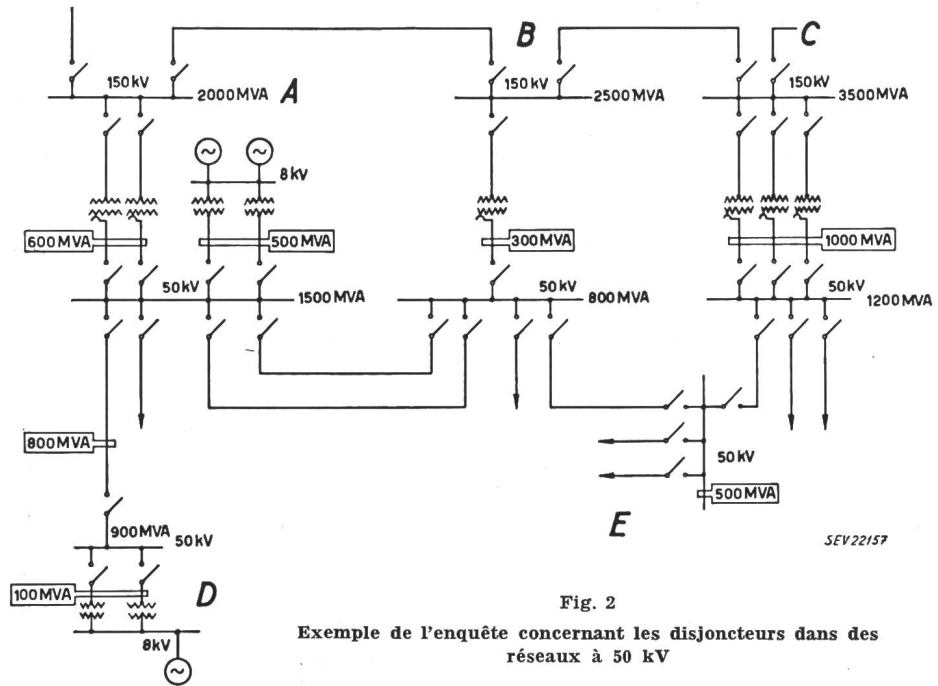 B
C
150kV
2000MVA
A
150kV
2500MVA
150kV
3500MVA
8kV
600MVA
500MVA
300MVA
1000MVA
50kV
1500MVA
50kV
800MVA
50kV
1200MVA
800MVA
50kV
500MVA
E
900MVA
50kV
SEV22157
100MVA
D
8kV
Fig. 2
Exemple de l'enquête concernant les disjoncteurs dans des
réseaux à 50 kV